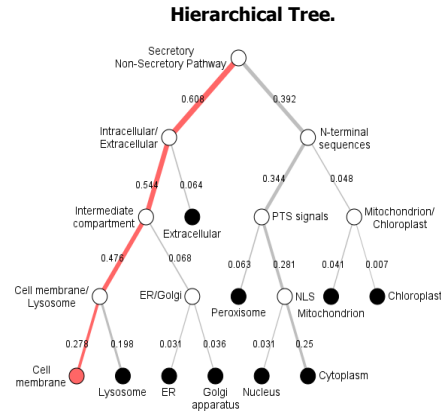 Hierarchical Tree.
Secretory
Non-Secretory Pathway
0.608
0.392
Intracellular/
Extracellular
N-terminal
sequences
0.544
0.064
0.344
0.048
Intermediate
compartment
Extracellular
PTS signals
Mitochondrion/
Chloroplast
0.476
0.068
0.063
0.281
0.041
0.007
Cell membrane/
Lysosome
ER/Golgi
Peroxisome
NLS
Mitochondrion
Chloroplast
0.278
0.198
0.031
0.036
0.031
0.25
Cell
membrane
Lysosome
ER
Golgi
apparatus
Nucleus
Cytoplasm